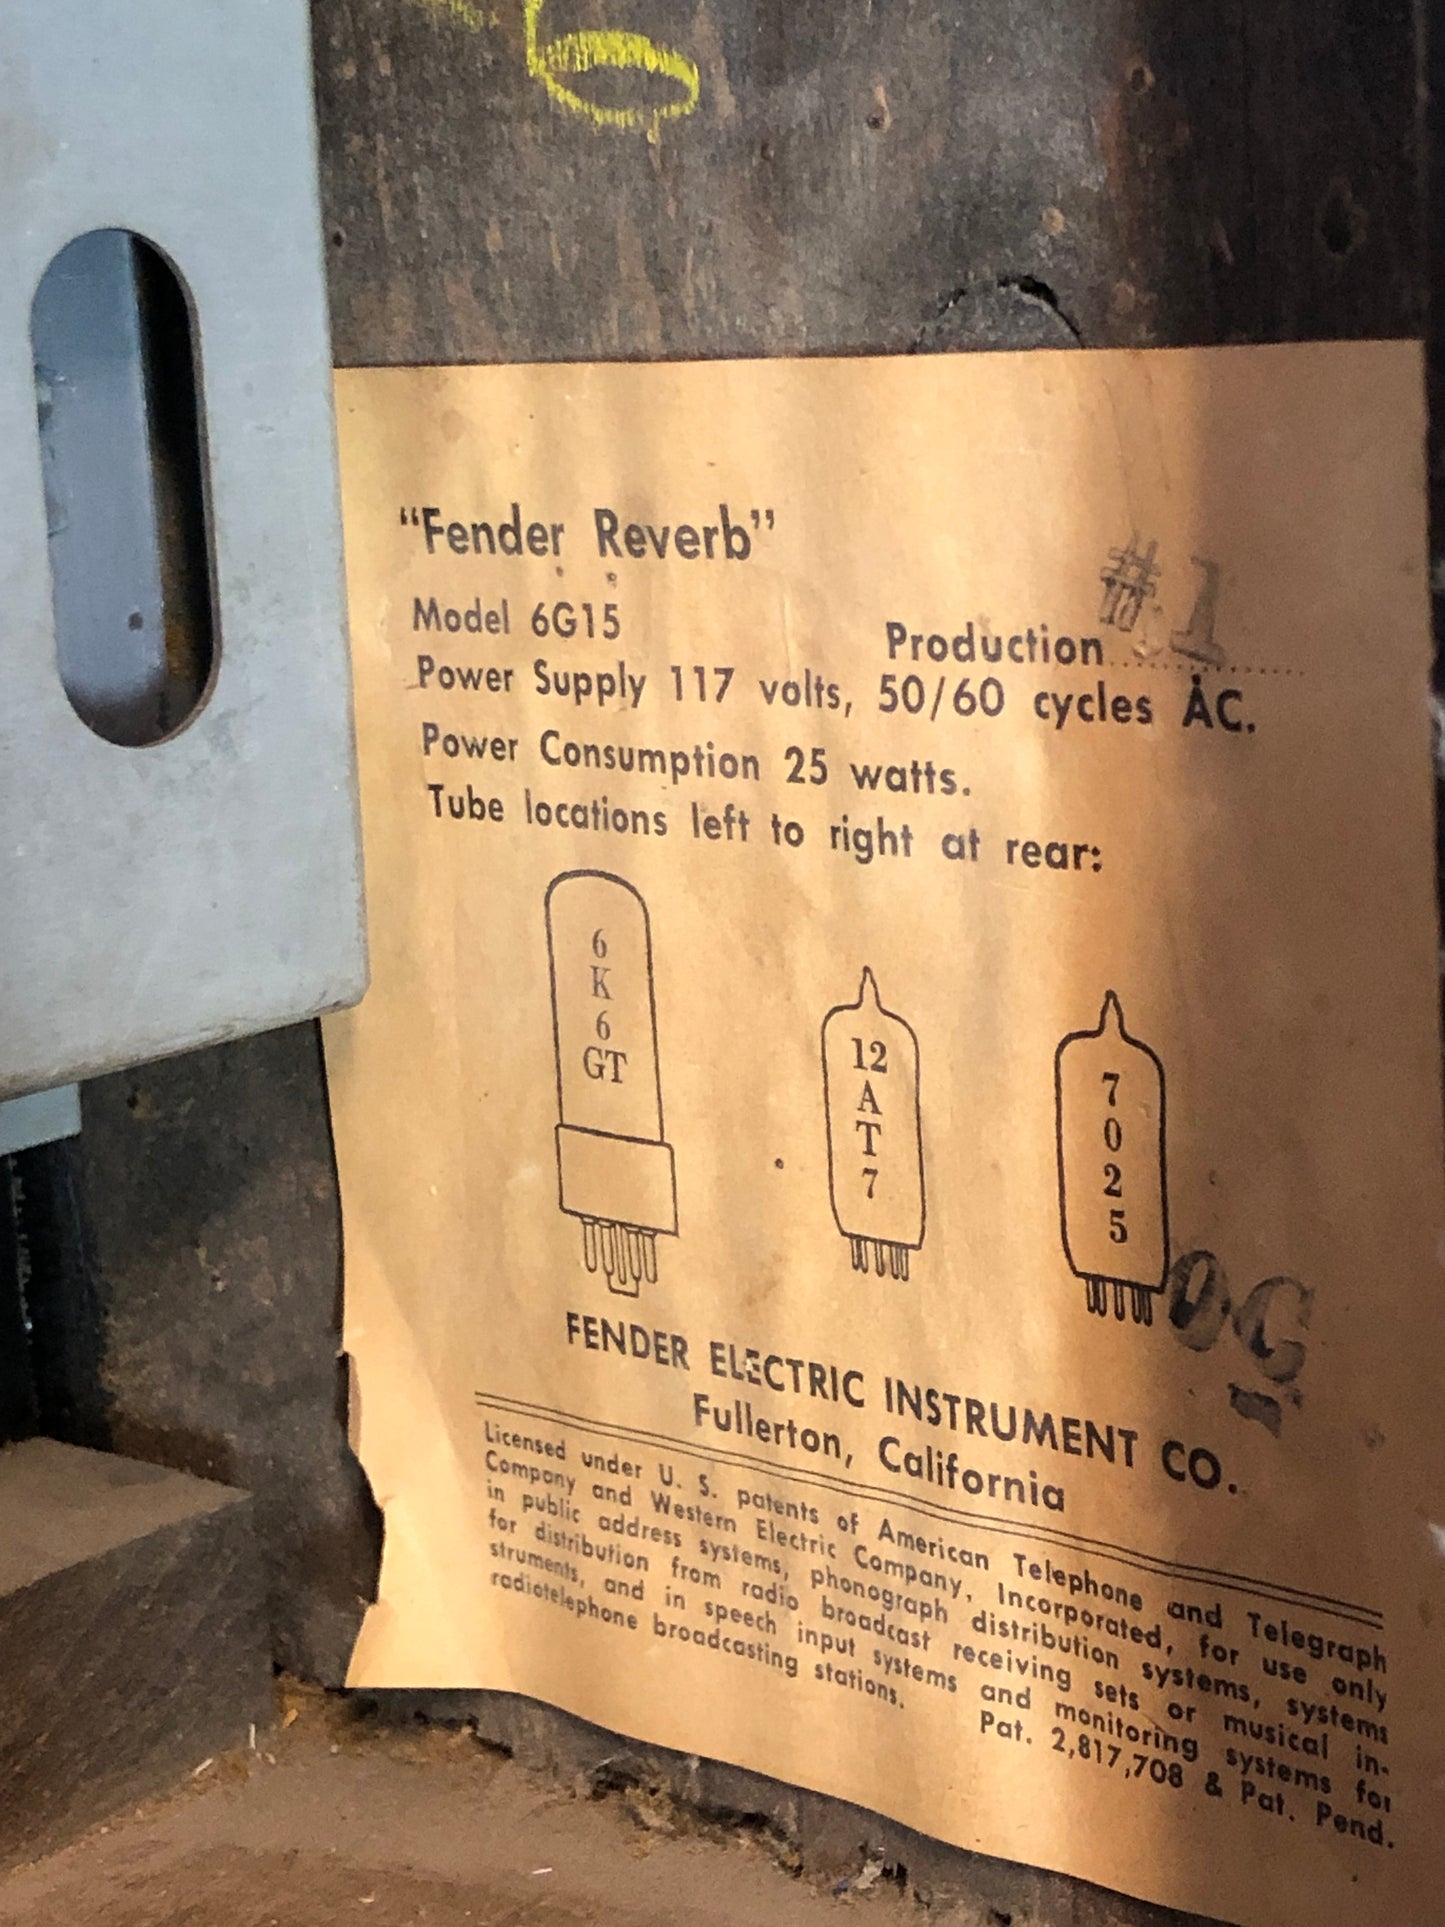 “Fender Reverb”
Model 6G15
Production #1
Power Supply 117 volts, 50/60 cycles AC.
Power Consumption 25 watts.
Tube locations left to right at rear:
6
K
6
GT
12
A
T
7
7
0
2
5
FENDER ELECTRIC INSTRUMENT CO.
Fullerton, California
Licensed under U. S. patents of American Telephone and Telegraph
Company and Western Electric Company, Incorporated, for use only
in public address systems, phonograph distribution systems, systems
for distribution from radio broadcast receiving sets or musical in-
struments, and in speech input systems and monitoring systems for
radiotelephone broadcasting stations. Pat. 2,817,708 & Pat. Pend.